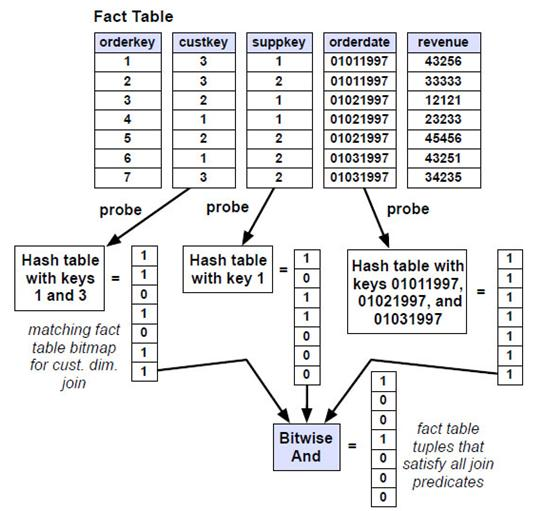 Fact Table
orderkey custkey suppkey orderdate revenue
1 3 1 01011997 43256
2 3 2 01011997 33333
3 2 1 01021997 12121
4 1 1 01021997 23233
5 2 2 01021997 45456
6 1 2 01031997 43251
7 3 2 01031997 34235
probe probe probe
Hash table
with keys
1 and 3
=
1
1
0
1
0
1
1
matching fact
table bitmap
for cust. dim.
join
Hash table
with key 1
=
1
0
1
1
0
0
0
Hash table with
keys 01011997,
01021997, and
01031997
=
1
1
1
1
1
1
1
Bitwise
And
=
1
0
0
1
0
0
0
fact table
tuples that
satisfy all join
predicates